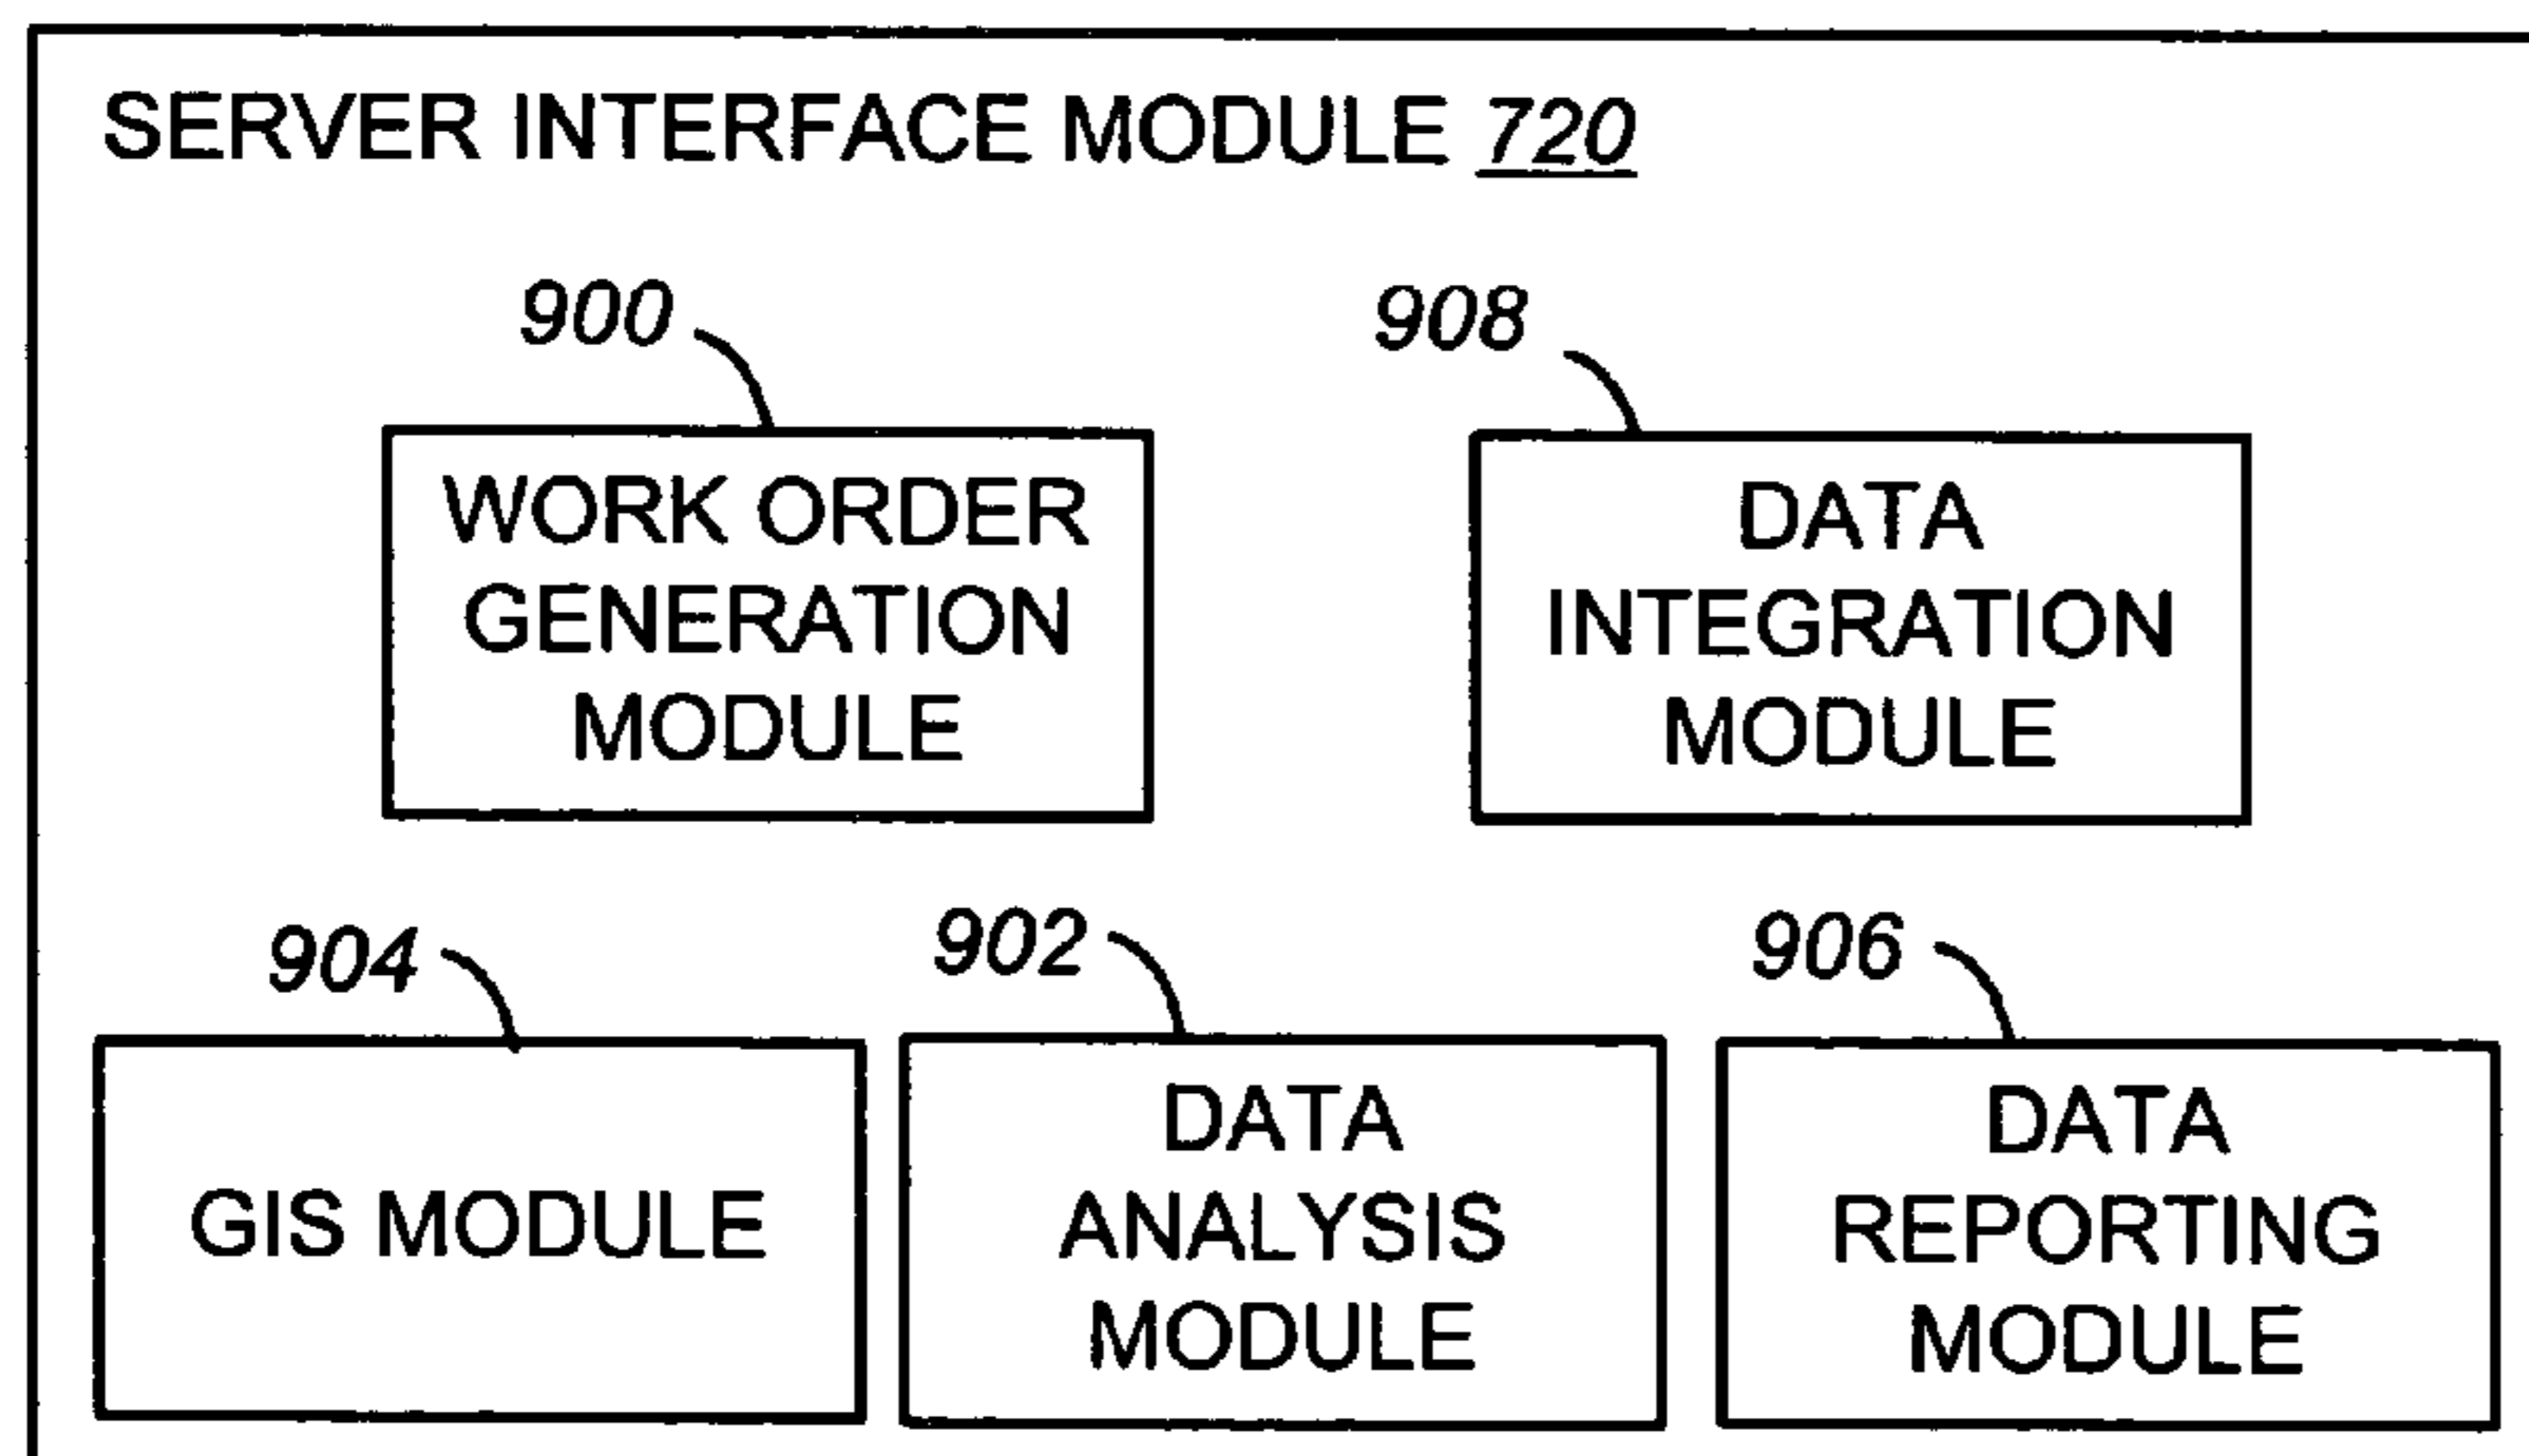 SERVER INTERFACE MODULE 720
900
908
WORK ORDER
GENERATION
MODULE
DATA
INTEGRATION
MODULE
904
902
906
GIS MODULE
DATA
ANALYSIS
MODULE
DATA
REPORTING
MODULE